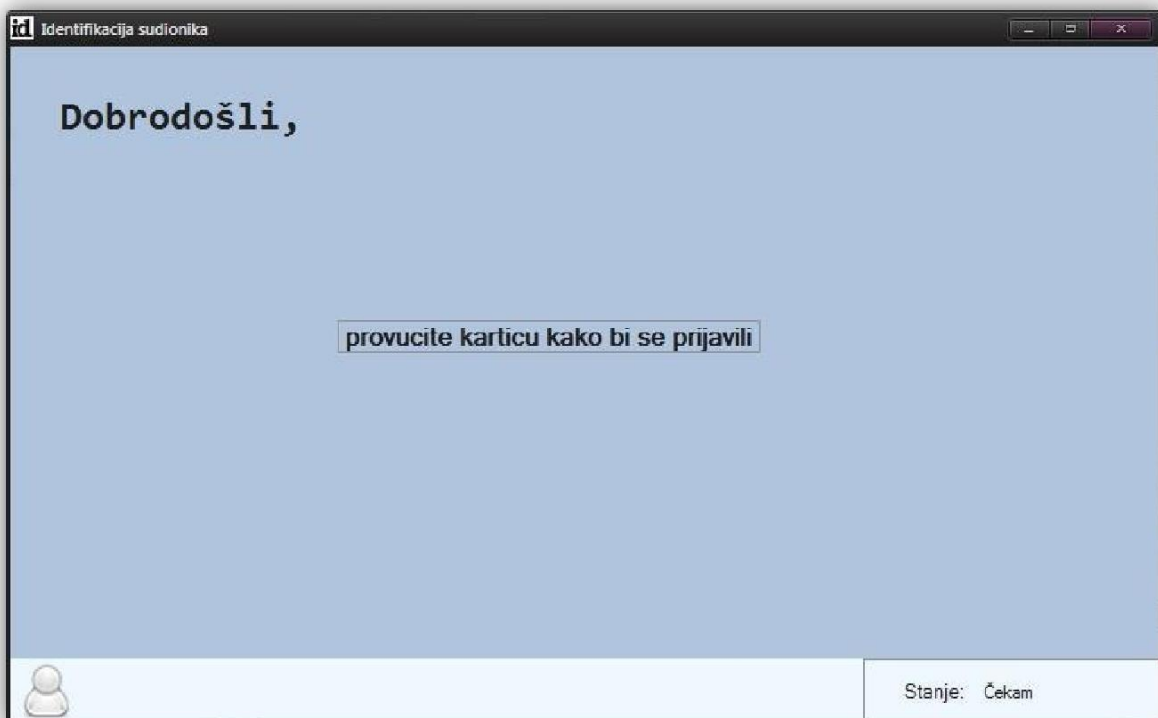 id Identifikacija sudionika
Dobrodošli,
provucite karticu kako bi se prijavili
Stanje: Čekam